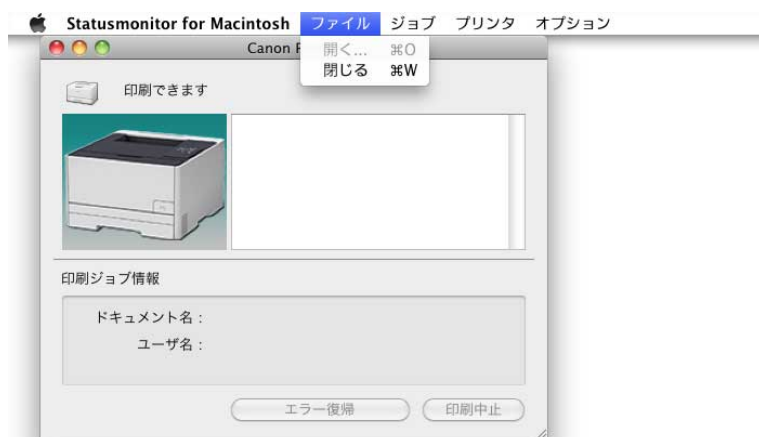 Statusmonitor for Macintosh ファイル ジョブ プリンタ オプション
Canon
開く... ⌘O
閉じる ⌘W
印刷できます
印刷ジョブ情報
ドキュメント名 :
ユーザ名 :
エラー復帰 印刷中止